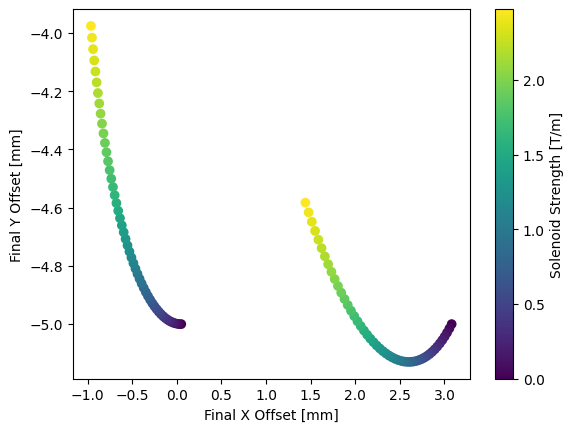 −4.0
−4.2
−4.4
−4.6
−4.8
−5.0
Final Y Offset [mm]
−1.0 −0.5 0.0 0.5 1.0 1.5 2.0 2.5 3.0
Final X Offset [mm]
2.0
1.5
1.0
0.5
0.0
Solenoid Strength [T/m]